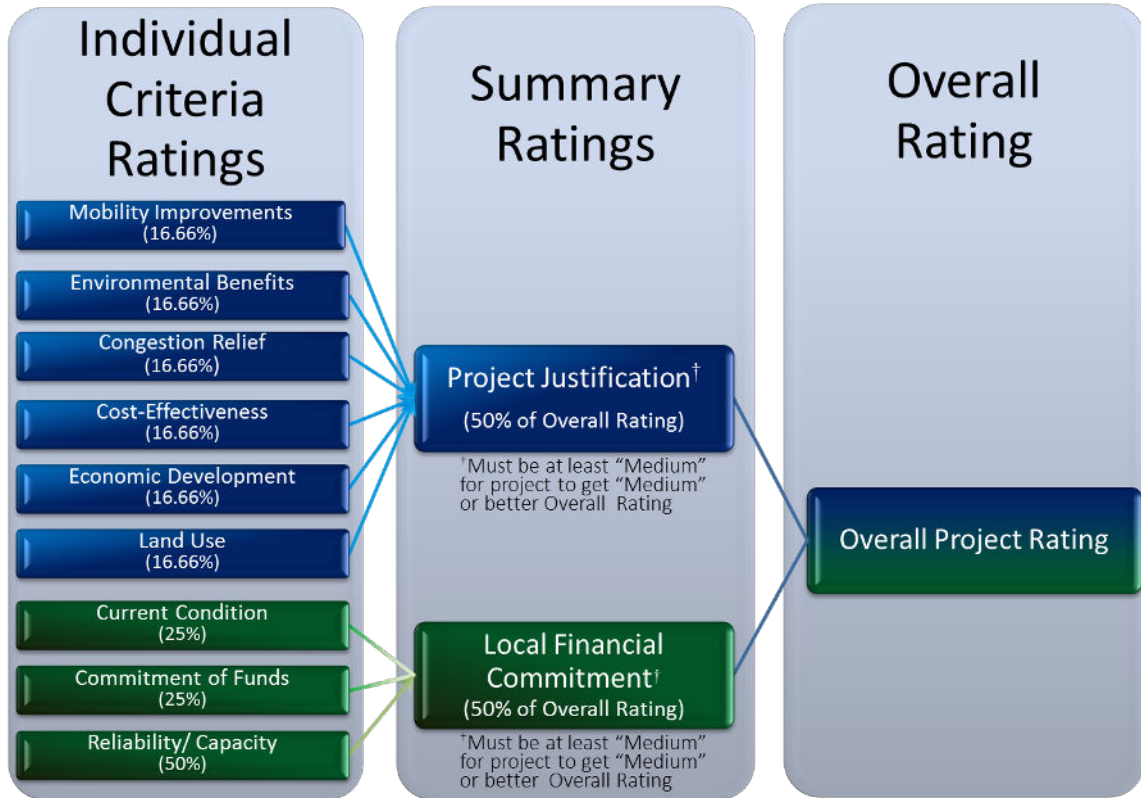 Individual
Criteria
Ratings
Mobility Improvements
(16.66%)
Environmental Benefits
(16.66%)
Congestion Relief
(16.66%)
Cost-Effectiveness
(16.66%)
Economic Development
(16.66%)
Land Use
(16.66%)
Current Condition
(25%)
Commitment of Funds
(25%)
Reliability/ Capacity
(50%)
Summary
Ratings
Project Justification†
(50% of Overall Rating)
†Must be at least “Medium”
for project to get “Medium”
or better Overall Rating
Local Financial
Commitment†
(50% of Overall Rating)
†Must be at least “Medium”
for project to get “Medium”
or better Overall Rating
Overall
Rating
Overall Project Rating